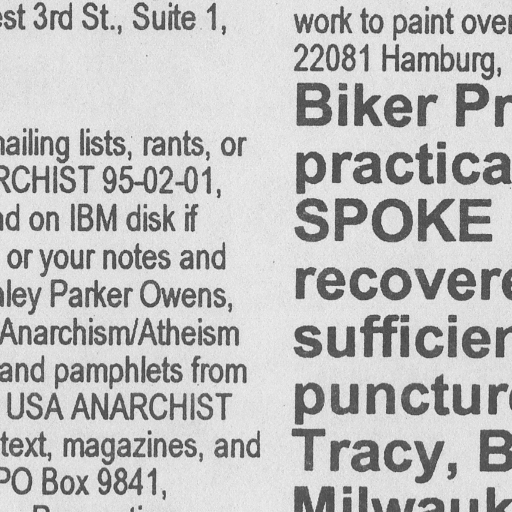 est 3rd St., Suite 1,
mailing lists, rants, or
RCHIST 95-02-01,
nd on IBM disk if
or your notes and
ley Parker Owens,
Anarchism/Atheism
and pamphlets from
USA ANARCHIST
text, magazines, and
PO Box 9841,
work to paint over
22081 Hamburg,
Biker Pr
practica
SPOKE
recovere
sufficien
puncture
Tracy, B
Milwauk